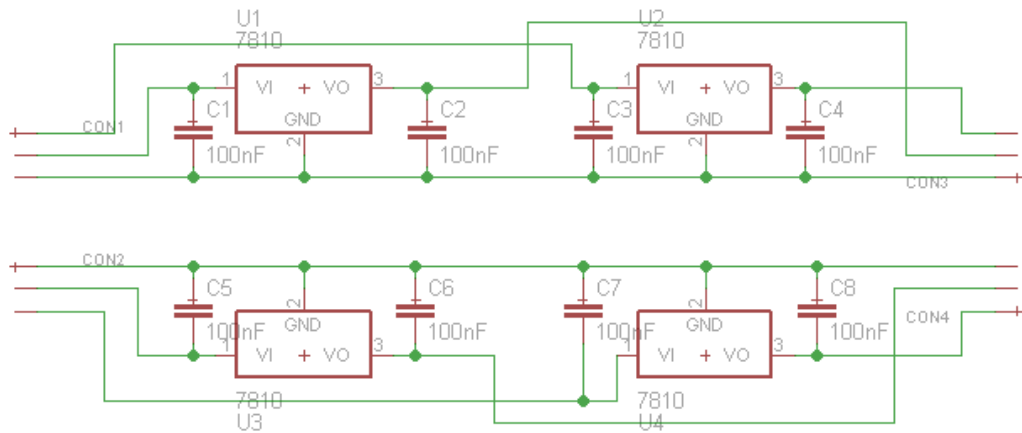 U1
7810
U2
7810
CON1
1
VI
+
VO
3
GND
2
C1
100nF
C2
100nF
C3
100nF
1
VI
+
VO
3
GND
2
C4
100nF
CON3
CON2
C5
100nF
2
GND
1
VI
+
VO
3
7810
U3
C6
100nF
C7
100nF
2
GND
1
VI
+
VO
3
7810
U4
C8
100nF
CON4